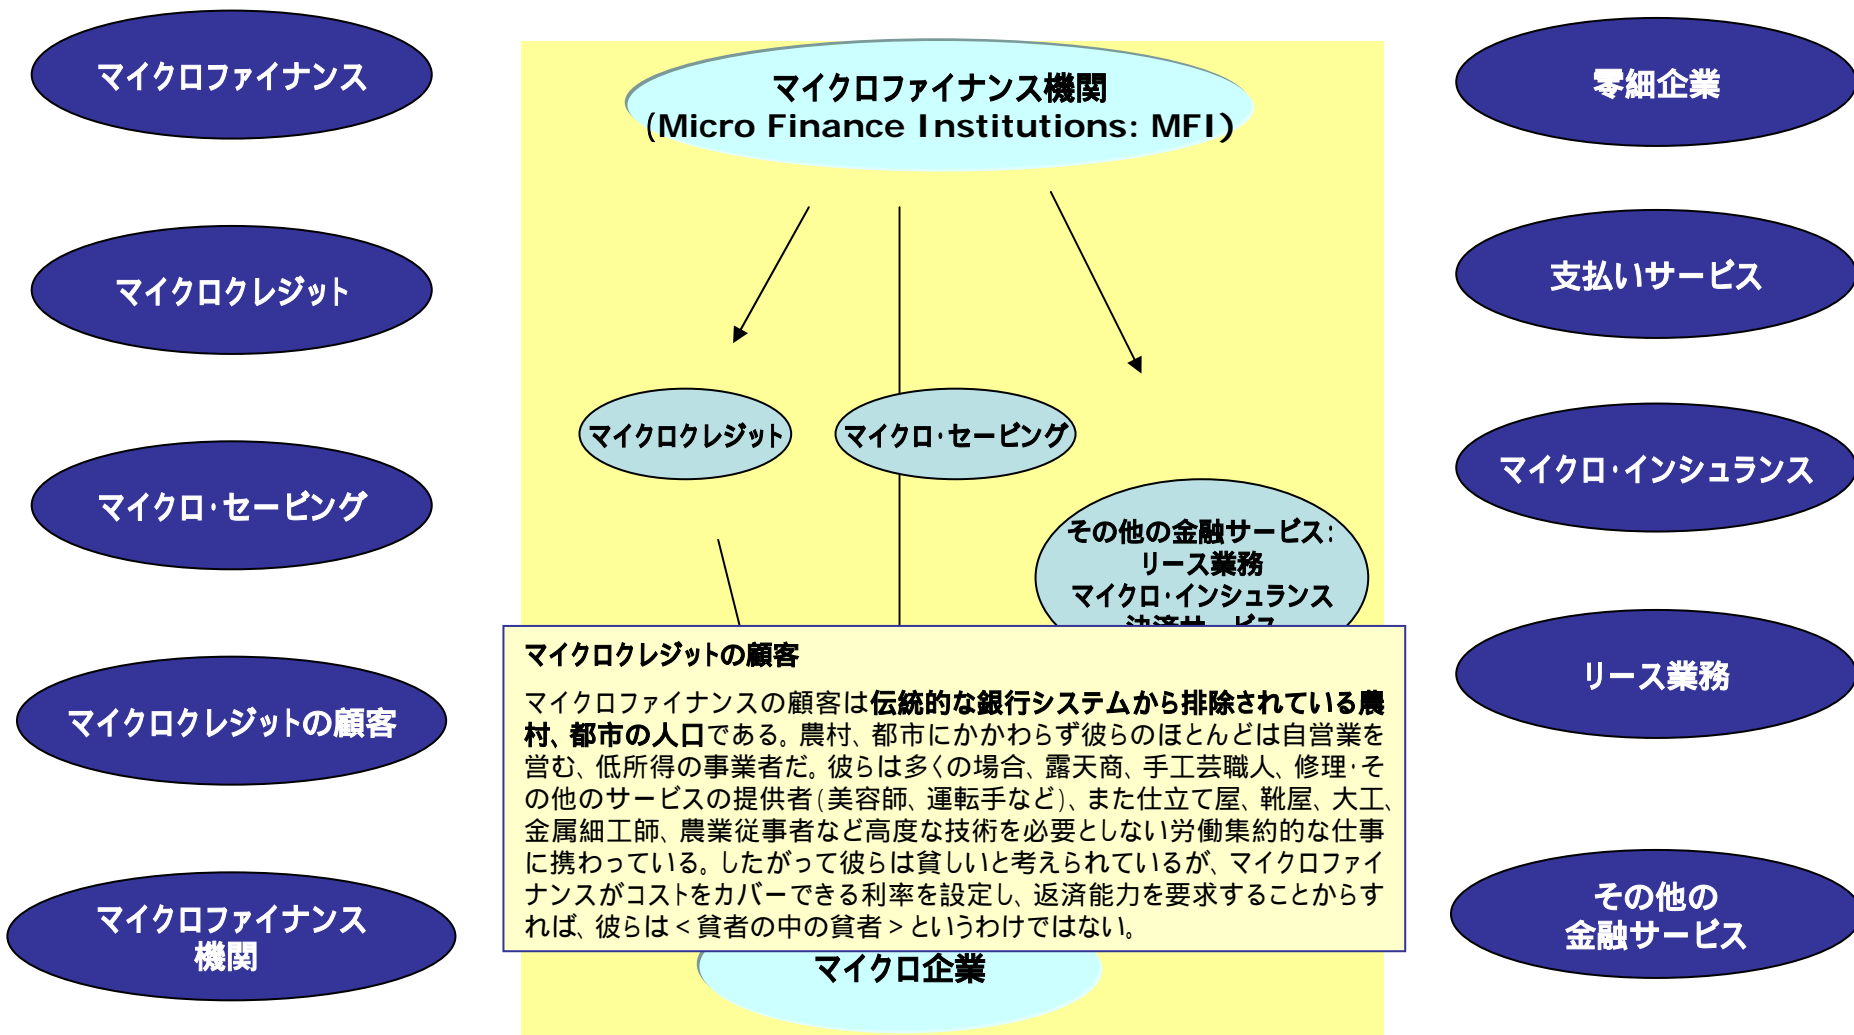 マイクロファイナンス
マイクロクレジット
マイクロ・セービング
マイクロクレジットの顧客
マイクロファイナンス
機関
マイクロファイナンス機関
(Micro Finance Institutions: MFI)
マイクロクレジット
マイクロ・セービング
その他の金融サービス:
リース業務
マイクロ・インシュランス
決済サービス
マイクロクレジットの顧客
マイクロファイナンスの顧客は伝統的な銀行システムから排除されている農
村、都市の人口である。農村、都市にかかわらず彼らのほとんどは自営業を
営む、低所得の事業者だ。彼らは多くの場合、露天商、手工芸職人、修理・そ
の他のサービスの提供者(美容師、運転手など)、また仕立て屋、靴屋、大工、
金属細工師、農業従事者など高度な技術を必要としない労働集約的な仕事
に携わっている。したがって彼らは貧しいと考えられているが、マイクロファイ
ナンスがコストをカバーできる利率を設定し、返済能力を要求することからす
れば、彼らは<貧者の中の貧者>というわけではない。
マイクロ企業
零細企業
支払いサービス
マイクロ・インシュランス
リース業務
その他の
金融サービス